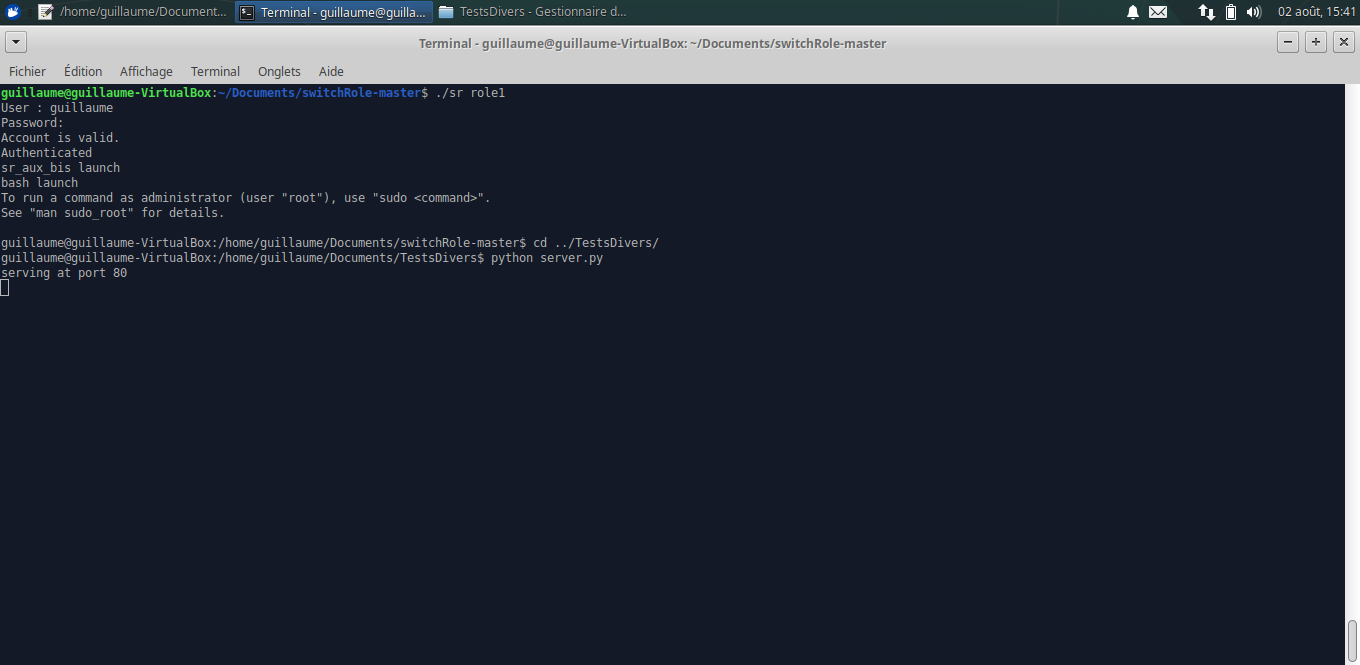 /home/guillaume/Document... Terminal - guillaume@guilla... TestsDivers - Gestionnaire d... 02 août, 15:41
Terminal - guillaume@guillaume-VirtualBox: ~/Documents/switchRole-master
Fichier Édition Affichage Terminal Onglets Aide
guillaume@guillaume-VirtualBox:~/Documents/switchRole-master$ ./sr role1
User : guillaume
Password:
Account is valid.
Authenticated
sr_aux_bis launch
bash launch
To run a command as administrator (user "root"), use "sudo <command>".
See "man sudo_root" for details.
guillaume@guillaume-VirtualBox:/home/guillaume/Documents/switchRole-master$ cd ../TestsDivers/
guillaume@guillaume-VirtualBox:/home/guillaume/Documents/TestsDivers$ python server.py
serving at port 80